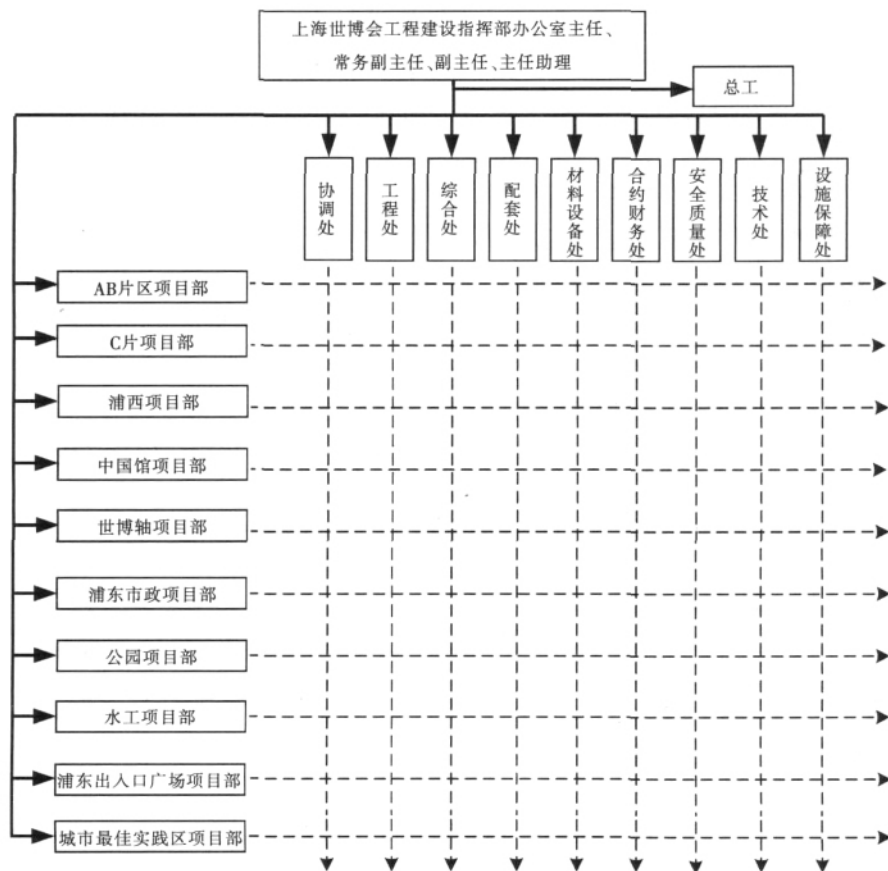 上海世博会工程建设指挥部办公室主任、
常务副主任、副主任、主任助理
总工
协调处
工程处
综合处
配套处
材料设备处
合约财务处
安全质量处
技术处
设施保障处
AB片区项目部
C片项目部
浦西项目部
中国馆项目部
世博轴项目部
浦东市政项目部
公园项目部
水工项目部
浦东出入口广场项目部
城市最佳实践区项目部